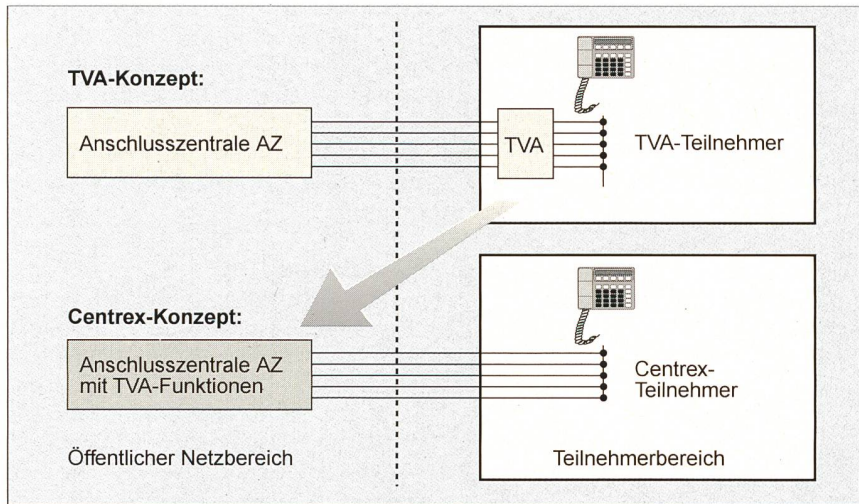 TVA-Konzept:
Anschlusszentrale AZ
TVA
TVA-Teilnehmer
Centrex-Konzept:
Anschlusszentrale AZ
mit TVA-Funktionen
Centrex-
Teilnehmer
Öffentlicher Netzbereich
Teilnehmerbereich